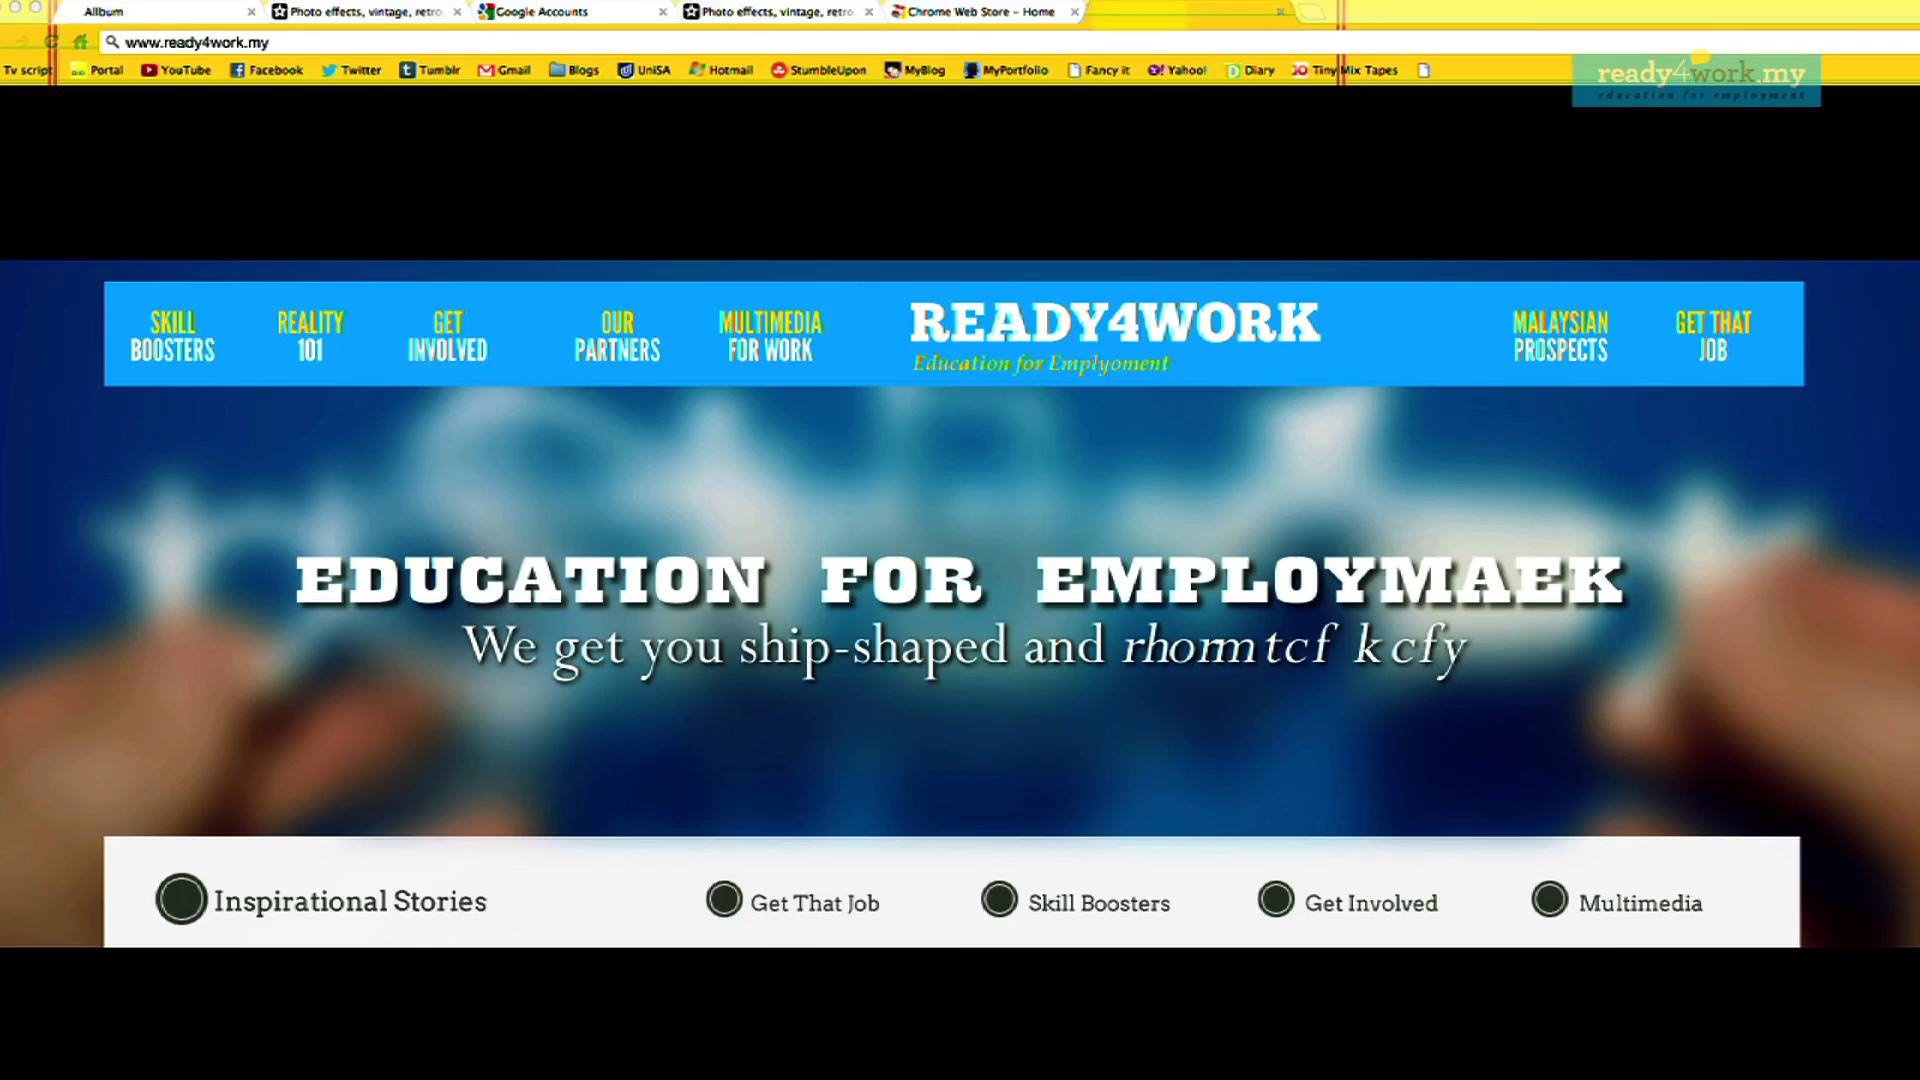 Allbum
Photo effects, vintage, retro
Google Accounts
Photo effects, vintage, retro
Chrome Web Store – Home
www.ready4work.my
Tv script
Portal
YouTube
Facebook
Twitter
Tumblr
Gmail
Blogs
UniSA
Hotmail
StumbleUpon
MyBlog
MyPortfolio
Fancy it
Yahoo!
Diary
Tiny Mix Tapes
ready4work.my
education for employment
SKILL
BOOSTERS
REALITY
101
GET
INVOLVED
OUR
PARTNERS
MULTIMEDIA
FOR WORK
READY4WORK
Education for Emplyoment
MALAYSIAN
PROSPECTS
GET THAT
JOB
EDUCATION FOR EMPLOYMAEK
We get you ship-shaped and rhormtcf kcfy
Inspirational Stories
Get That Job
Skill Boosters
Get Involved
Multimedia